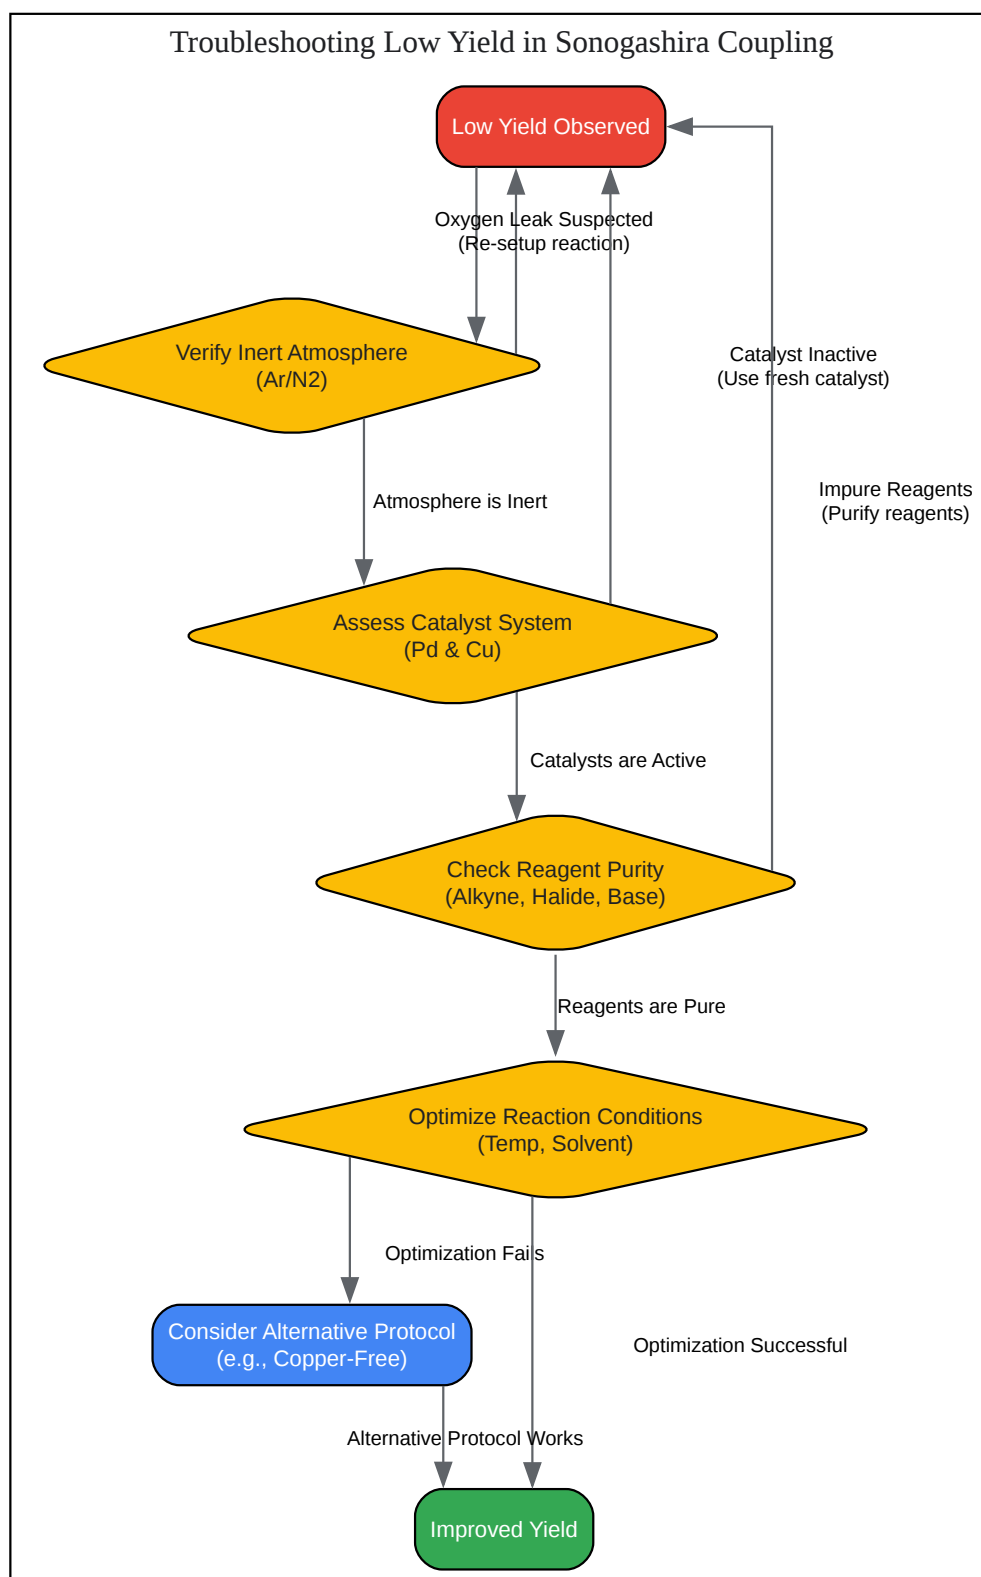 Troubleshooting Low Yield in Sonogashira Coupling
Low Yield Observed
Oxygen Leak Suspected
(Re-setup reaction)
Verify Inert Atmosphere
(Ar/N2)
Catalyst Inactive
(Use fresh catalyst)
Atmosphere is Inert
Impure Reagents
(Purify reagents)
Assess Catalyst System
(Pd & Cu)
Catalysts are Active
Check Reagent Purity
(Alkyne, Halide, Base)
Reagents are Pure
Optimize Reaction Conditions
(Temp, Solvent)
Optimization Fails
Consider Alternative Protocol
(e.g., Copper-Free)
Optimization Successful
Alternative Protocol Works
Improved Yield